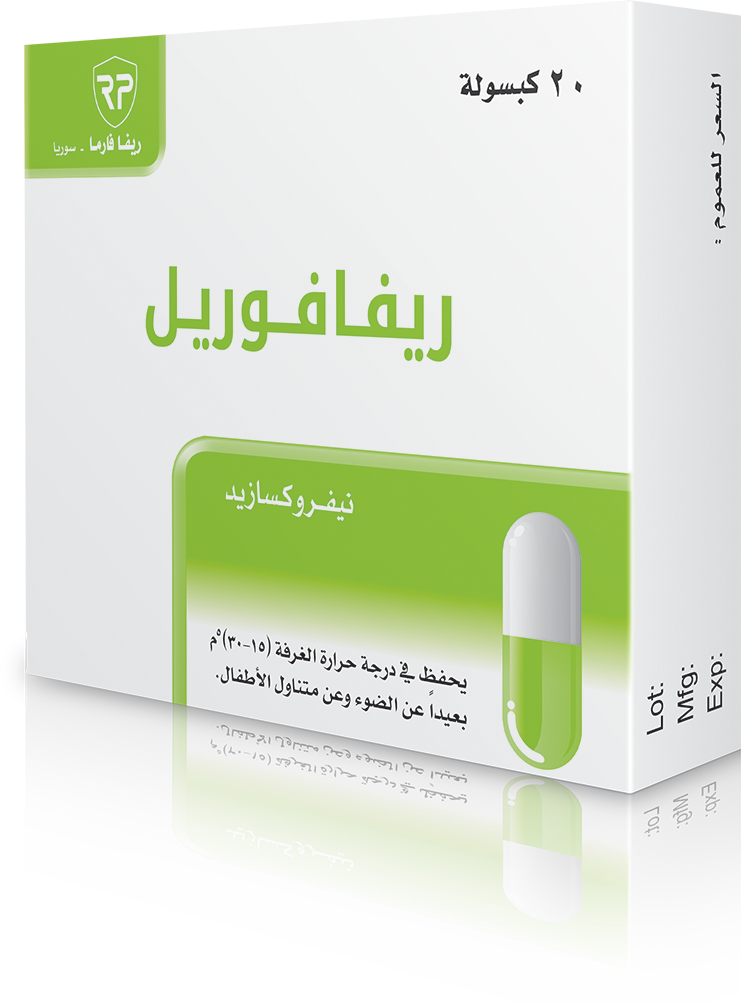 RP
ريفا فارما - سوريا
٢٠ كبسولة
ريفافوريل
نيفروكسازيد
يحفظ في درجة حرارة الغرفة (١٥-٣٠)°م
بعيداً عن الضوء وعن متناول الأطفال.
السعر للعموم :
Lot:
Mfg:
Exp: